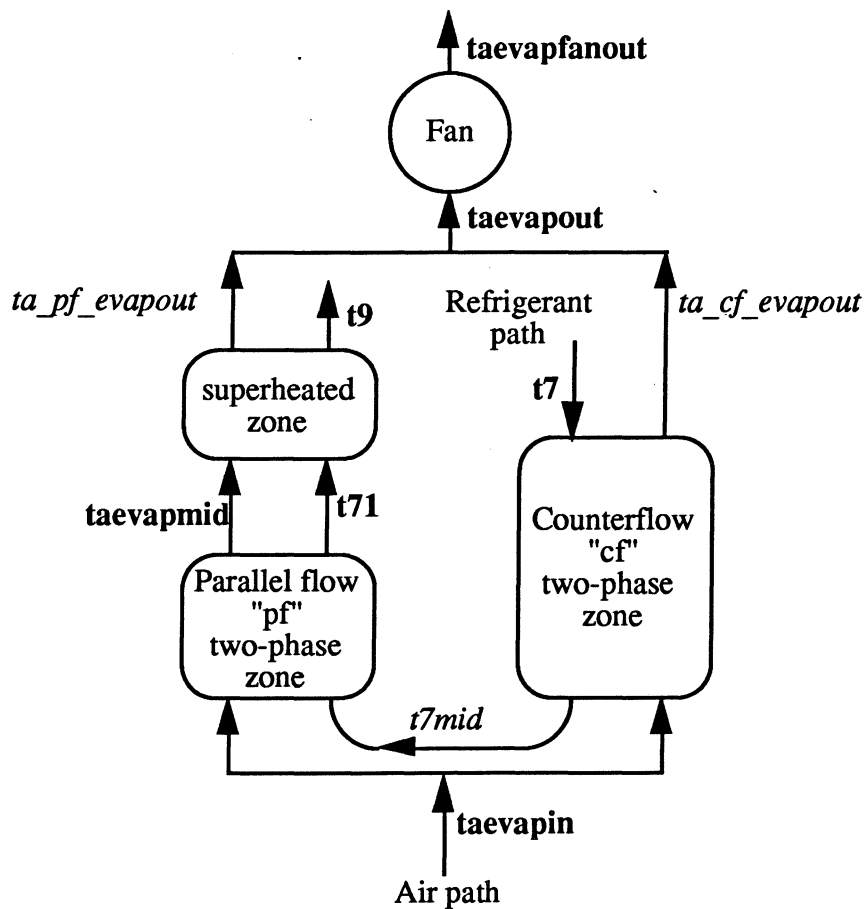 taevapfanout
Fan
taevapout
ta_pf_evapout
t9
Refrigerant
path
ta_cf_evapout
t7
superheated
zone
taevapmid
t71
Counterflow
"cf"
two-phase
zone
Parallel flow
"pf"
two-phase
zone
t7mid
taevapin
Air path